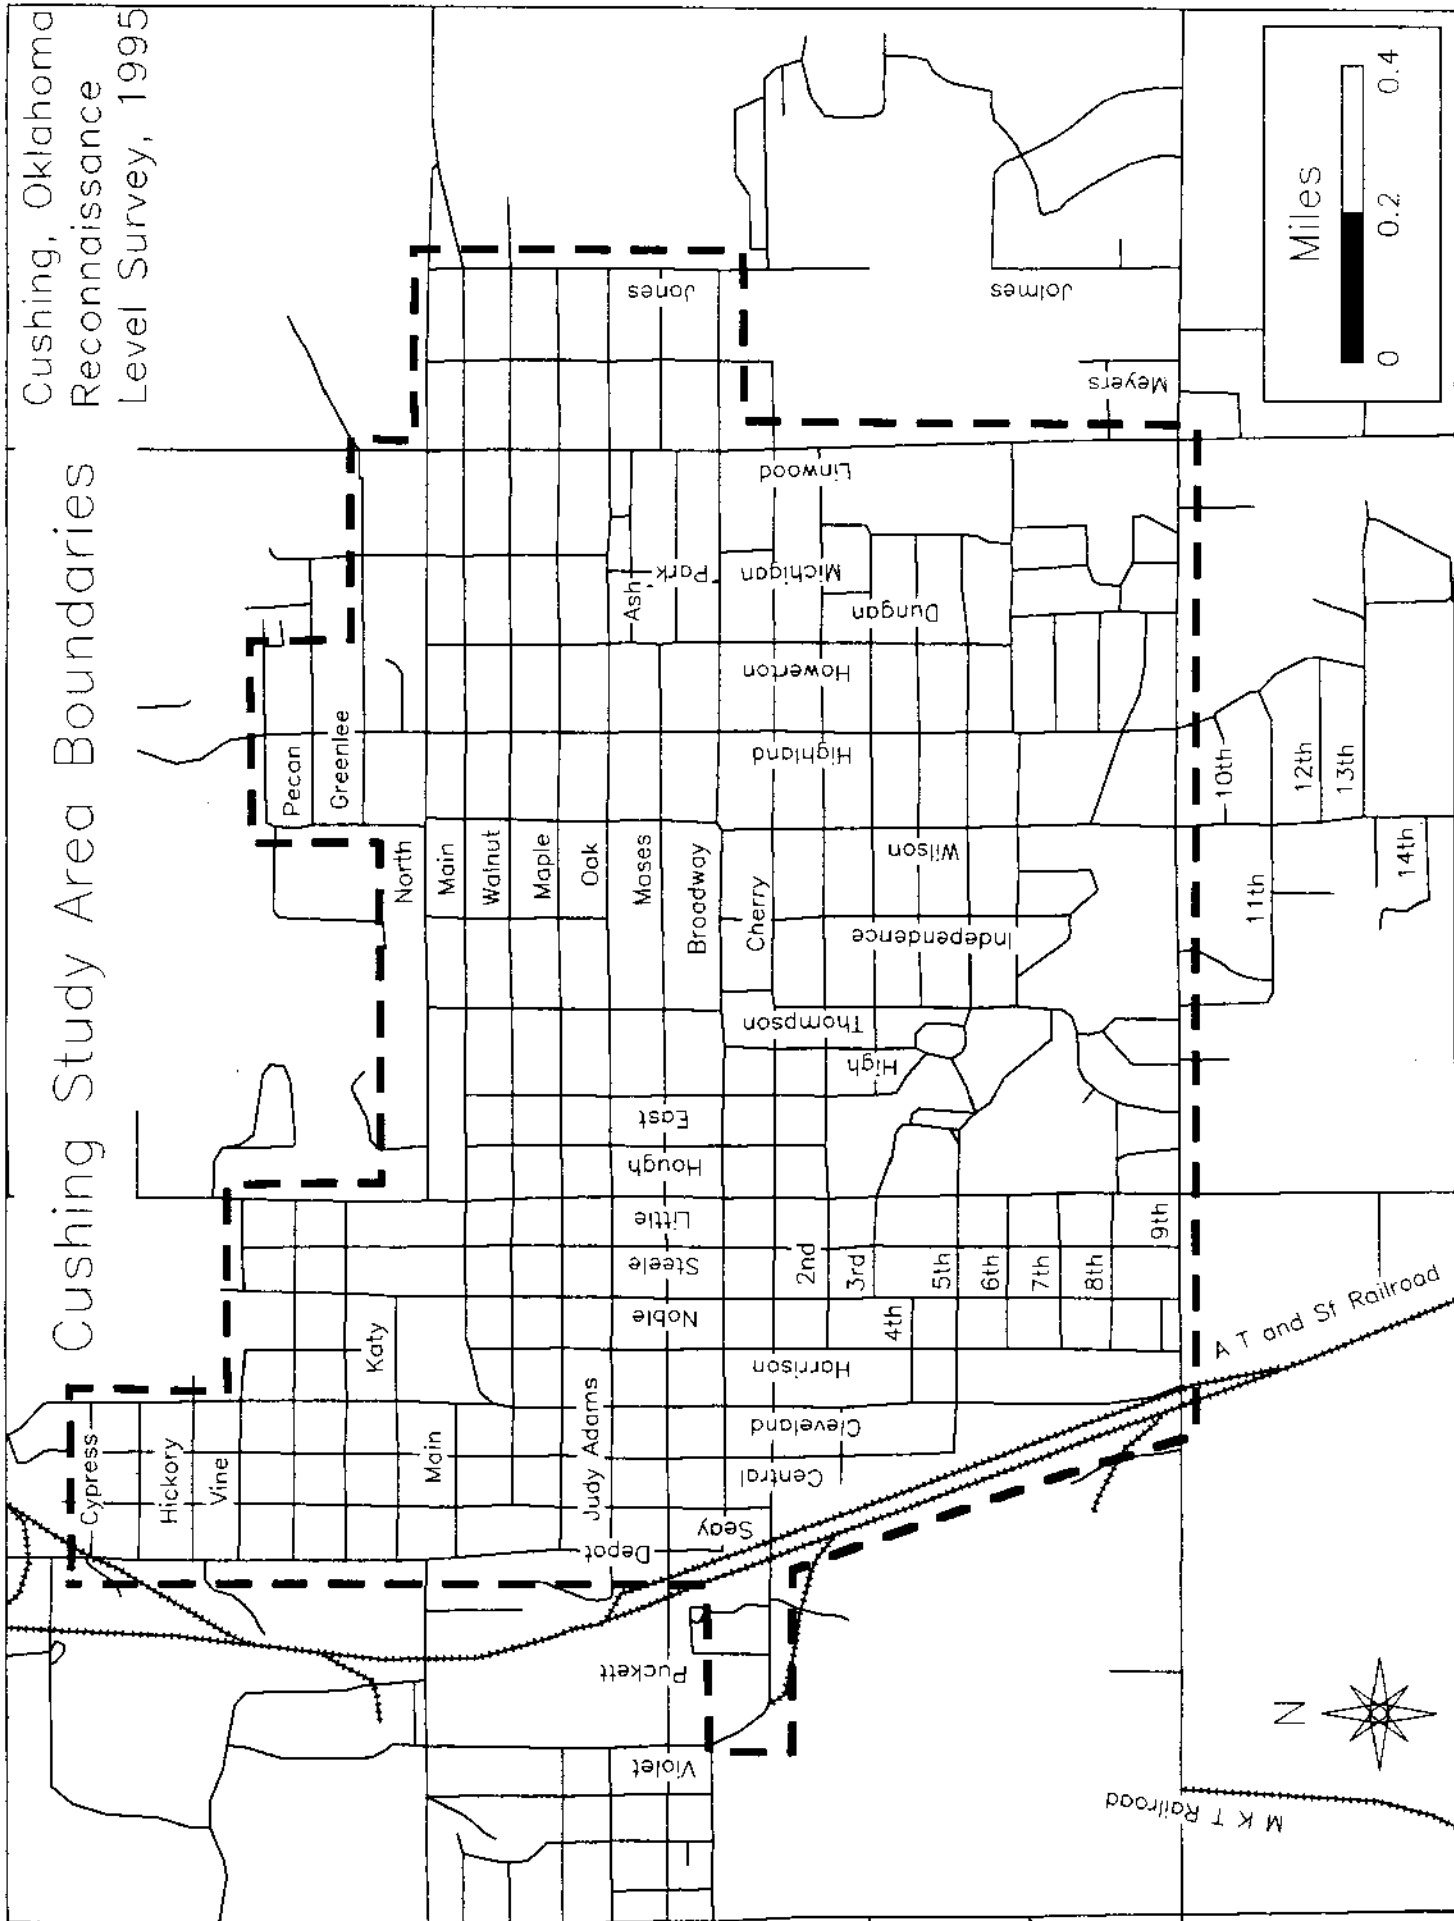 Cushing, Oklahoma
Reconnaissance
Level Survey, 1995
Cushing Study Area Boundaries
Cypress
Hickory
Vine
Katy
Main
Judy Adams
Depot
Seay
Central
Cleveland
Harrison
Noble
Steele
Little
Hough
East
High
Thompson
Independence
Wilson
Highland
Howerton
Dungan
Michigan
Park
Ash
Linwood
Jones
Jolmes
Meyers
Pecan
Greenlee
North
Main
Walnut
Maple
Oak
Moses
Broadway
Cherry
2nd
3rd
4th
5th
6th
7th
8th
9th
10th
11th
12th
13th
14th
Puckett
Violet
A T and Sf Railroad
M K T Railroad
N
Miles
0
0.2
0.4